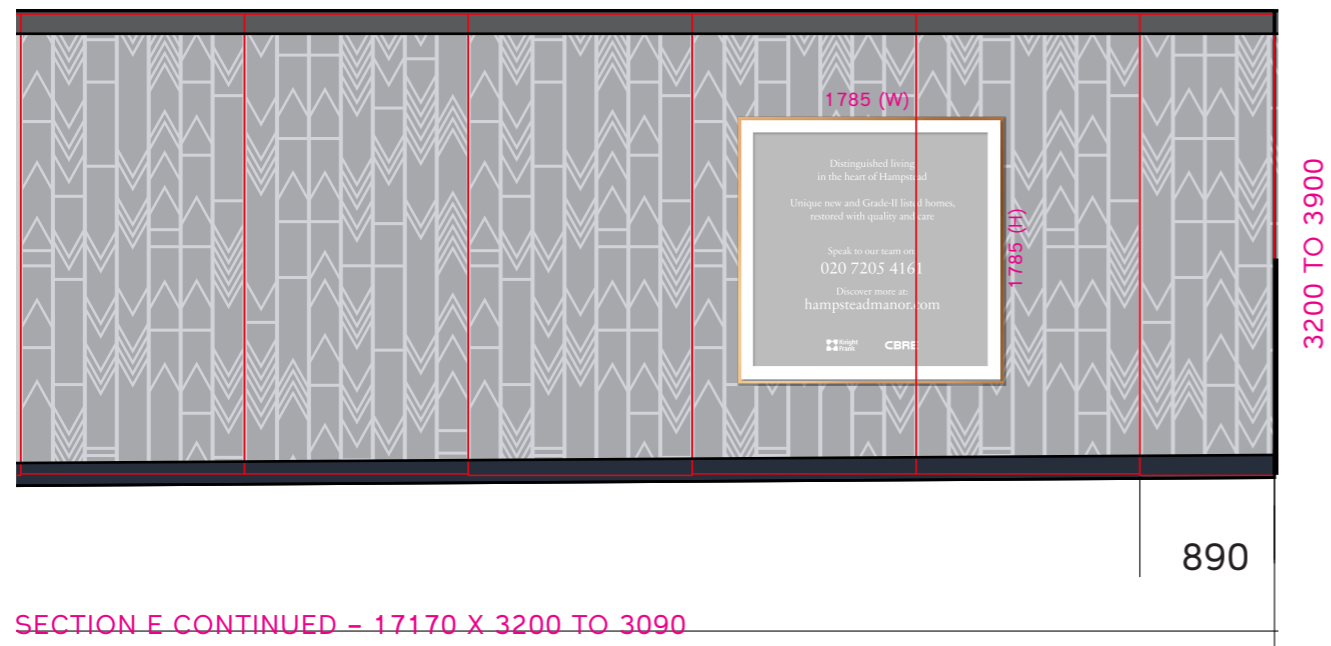 1785 (W)
Distinguished living
in the heart of Hampstead
Unique new and Grade-II listed homes,
restored with quality and care
1785 (H)
Speak to our team on
020 7205 4161
Discover more at:
hampsteadmanor.com
Knight
Frank
CBRE
3200 TO 3900
890
SECTION E CONTINUED – 17170 X 3200 TO 3090